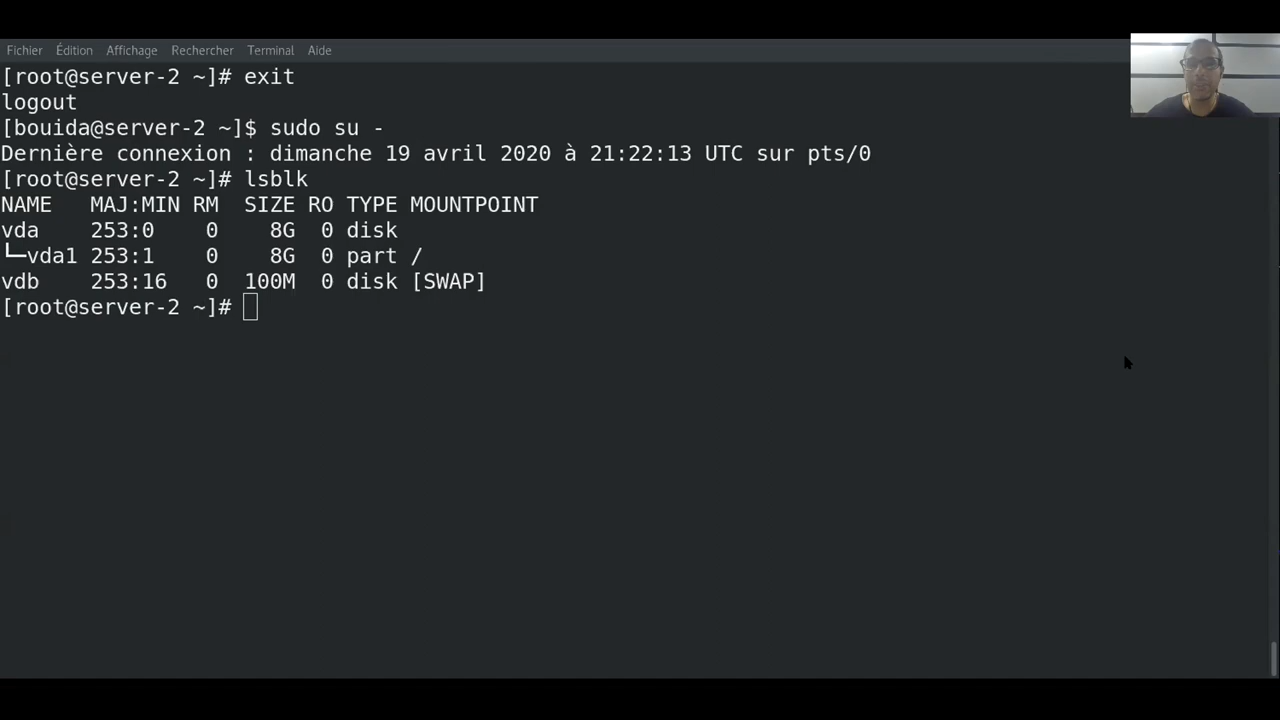 Fichier Édition Affichage Rechercher Terminal Aide
[root@server-2 ~]# exit
logout
[bouida@server-2 ~]$ sudo su -
Dernière connexion : dimanche 19 avril 2020 à 21:22:13 UTC sur pts/0
[root@server-2 ~]# lsblk
NAME   MAJ:MIN RM  SIZE RO TYPE MOUNTPOINT
vda    253:0    0    8G  0 disk
└─vda1 253:1    0    8G  0 part /
vdb    253:16   0  100M  0 disk [SWAP]
[root@server-2 ~]#